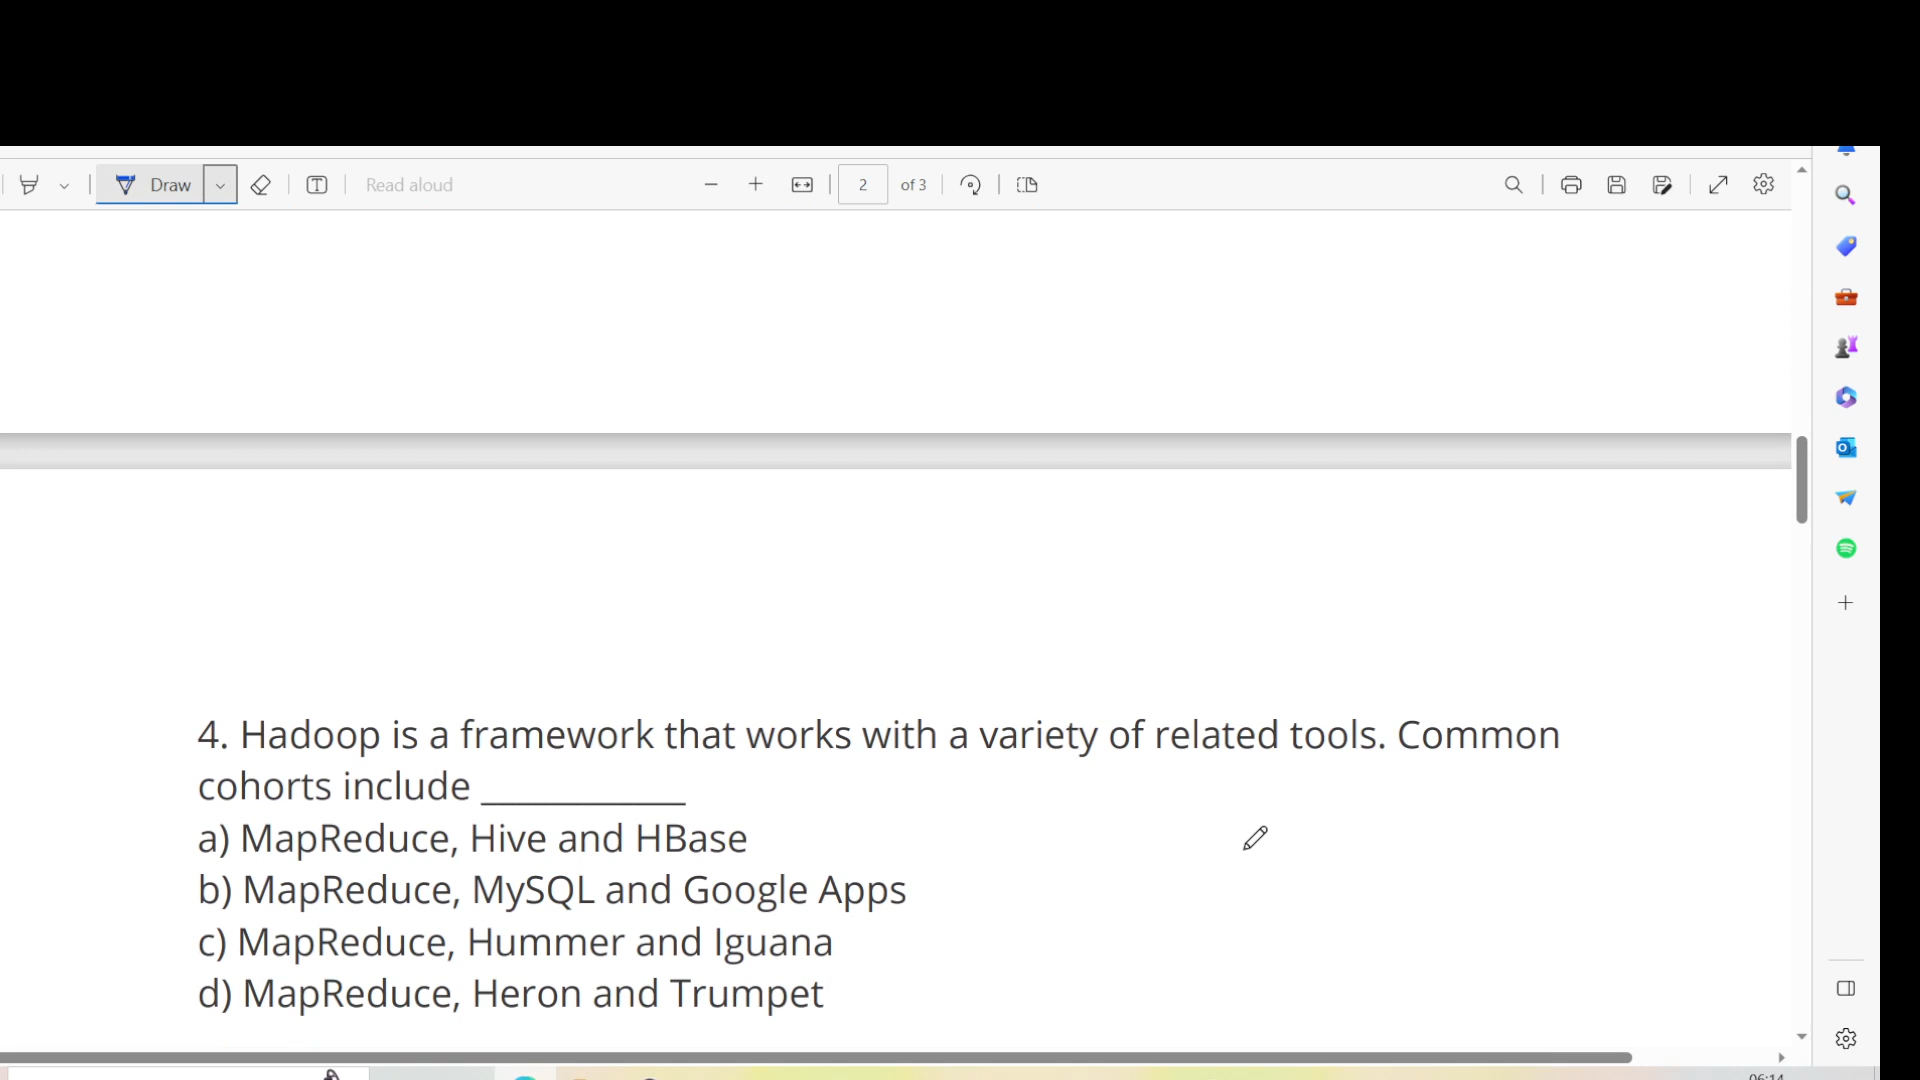 Draw
Read aloud
2 of 3
4. Hadoop is a framework that works with a variety of related tools. Common
cohorts include ____________
a) MapReduce, Hive and HBase
b) MapReduce, MySQL and Google Apps
c) MapReduce, Hummer and Iguana
d) MapReduce, Heron and Trumpet